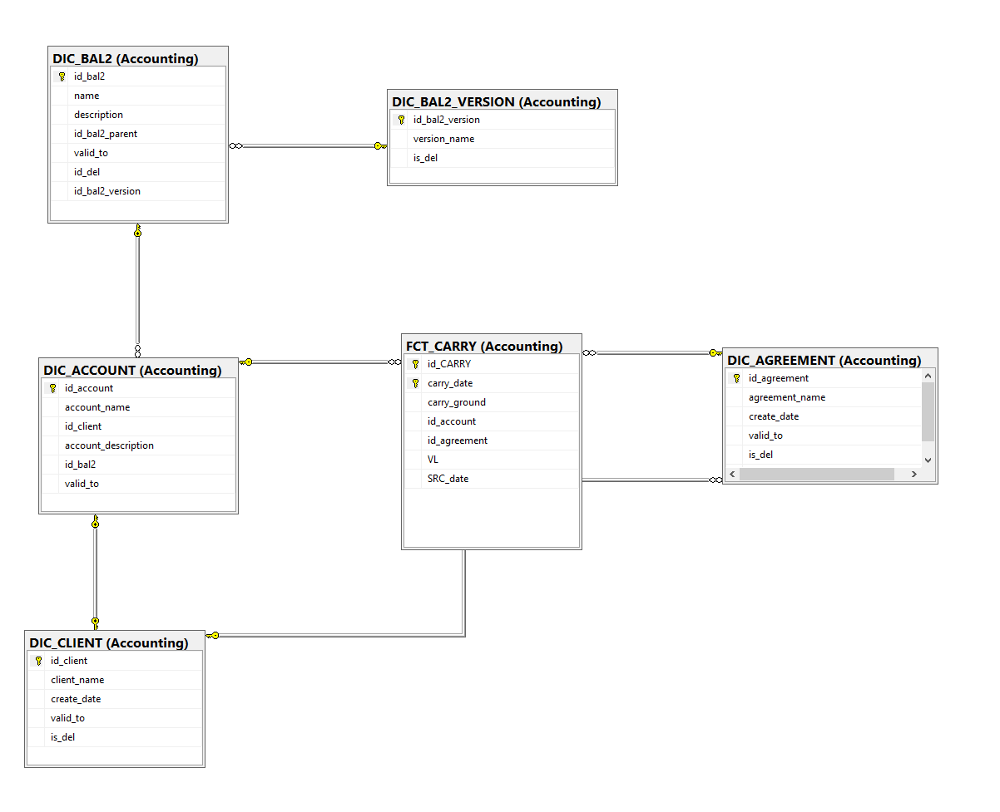 DIC_BAL2 (Accounting)
id_bal2
name
description
id_bal2_parent
valid_to
id_del
id_bal2_version
DIC_BAL2_VERSION (Accounting)
id_bal2_version
version_name
is_del
DIC_ACCOUNT (Accounting)
id_account
account_name
id_client
account_description
id_bal2
valid_to
FCT_CARRY (Accounting)
id_CARRY
carry_date
carry_ground
id_account
id_agreement
VL
SRC_date
DIC_AGREEMENT (Accounting)
id_agreement
agreement_name
create_date
valid_to
is_del
DIC_CLIENT (Accounting)
id_client
client_name
create_date
valid_to
is_del